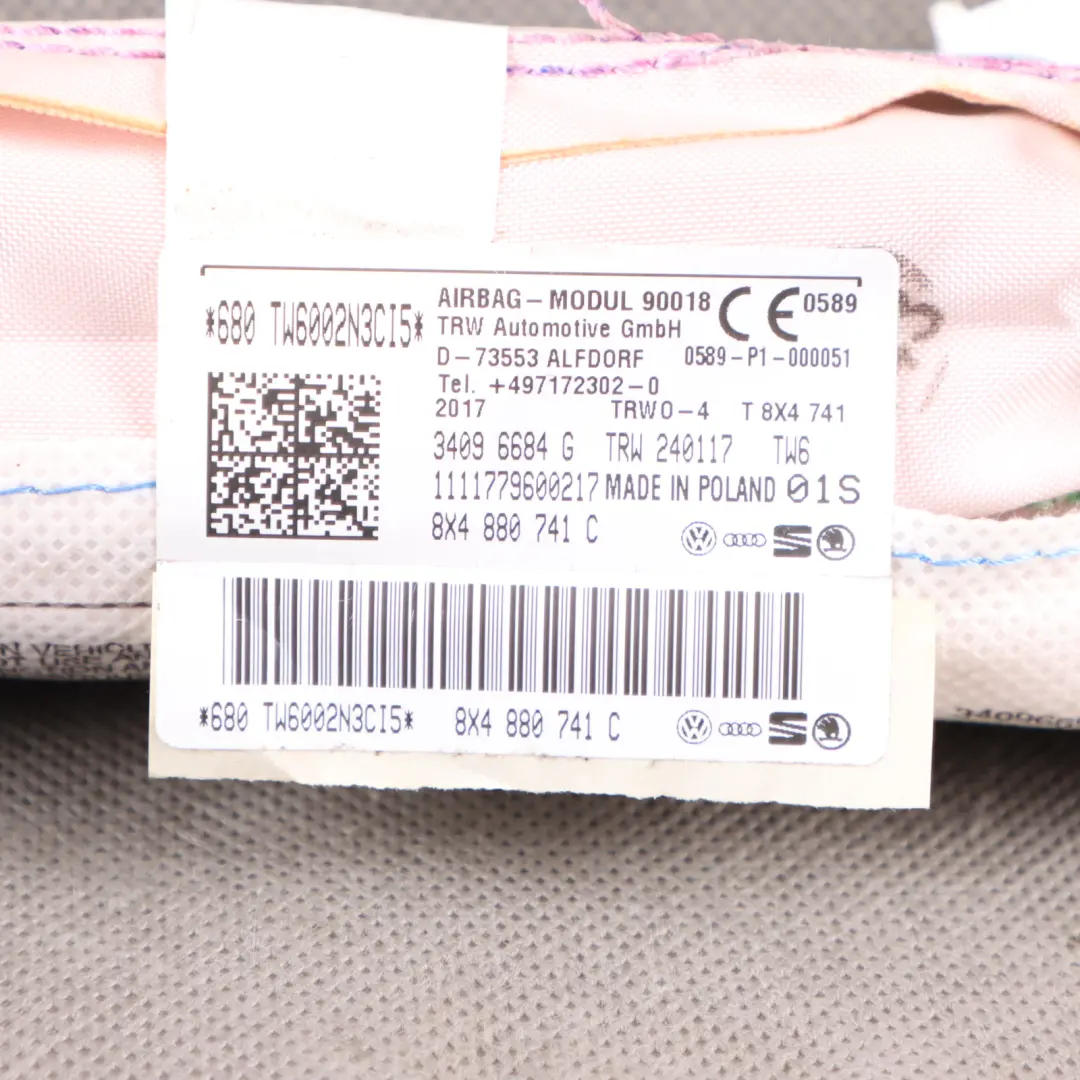 *680 TW6002N3CI5*
AIRBAG-MODUL 90018 CE 0589
TRW Automotive GmbH
D-73553 ALFDORF 0589-P1-000051
Tel. +497172302-0
2017 TRWO-4 T 8X4 741
3409 6684 G TRW 240117 TW6
1111779600217 MADE IN POLAND 01S
8X4 880 741 C
*680 TW6002N3CI5* 8X4 880 741 C